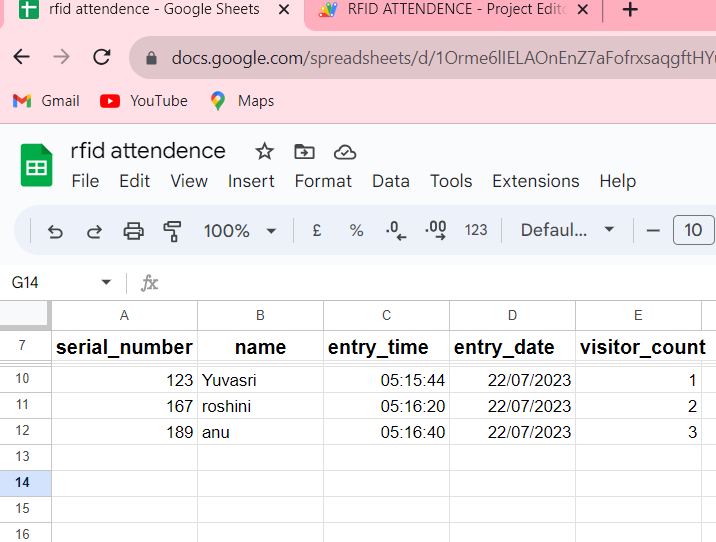 rfid attendence - Google Sheets RFID ATTENDENCE - Project Edito
docs.google.com/spreadsheets/d/1Orme6lIELAOnEnZ7aFofrxsaqgftHY
Gmail YouTube Maps
rfid attendence
File Edit View Insert Format Data Tools Extensions Help
100% £ % .0 .00 123 Defaul... 10
G14 fx
A B C D E
7 serial_number name entry_time entry_date visitor_count
10 123 Yuvasri 05:15:44 22/07/2023 1
11 167 roshini 05:16:20 22/07/2023 2
12 189 anu 05:16:40 22/07/2023 3
13
14
15
16